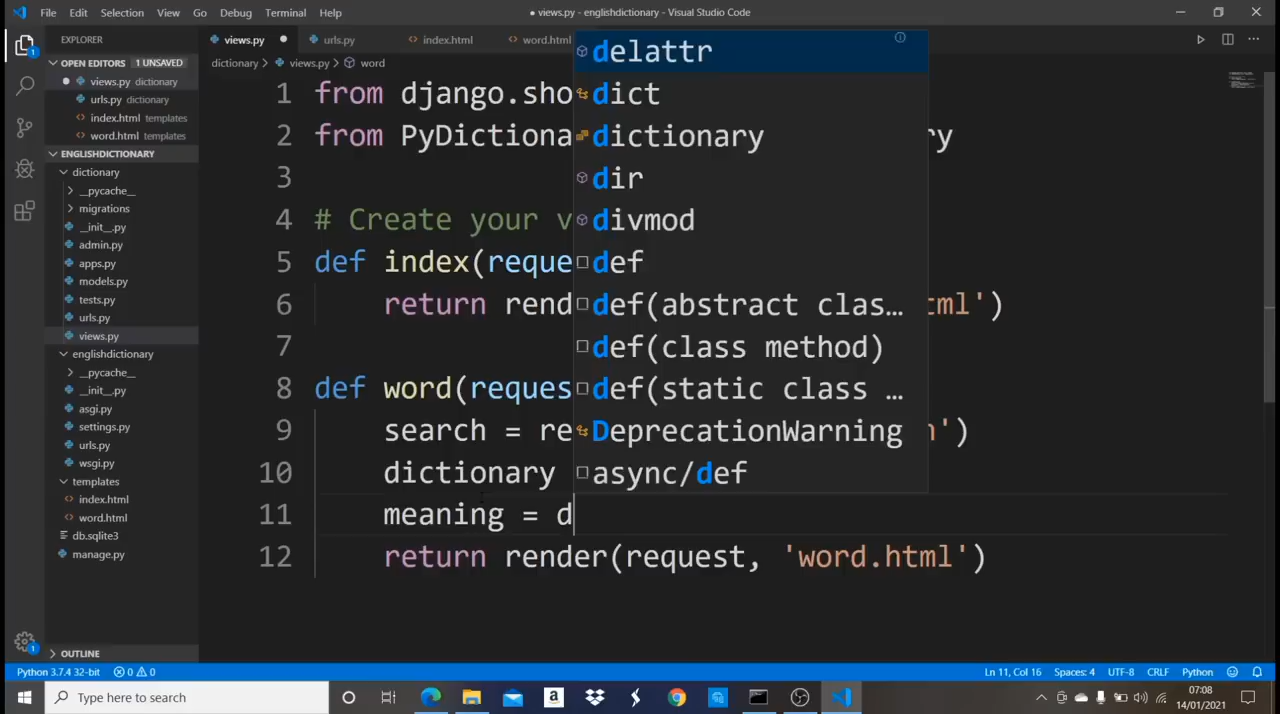 File Edit Selection View Go Debug Terminal Help
● views.py - englishdictionary - Visual Studio Code
EXPLORER
views.py urls.py index.html word.html
OPEN EDITORS 1 UNSAVED
dictionary > views.py > word
views.py dictionary
urls.py dictionary
index.html templates
word.html templates
ENGLISHDICTIONARY
dictionary
__pycache__
migrations
__init__.py
admin.py
apps.py
models.py
tests.py
urls.py
views.py
englishdictionary
__pycache__
__init__.py
asgi.py
settings.py
urls.py
wsgi.py
templates
index.html
word.html
db.sqlite3
manage.py
OUTLINE
1 from django.sho
2 from PyDictiona ry
3
4 # Create your v
5 def index(reque
6 return rend tml')
7
8 def word(reques
9 search = re h')
10 dictionary
11 meaning = d
12 return render(request, 'word.html')
delattr
dict
dictionary
dir
divmod
def
def(abstract clas…
def(class method)
def(static class …
DeprecationWarning
async/def
Python 3.7.4 32-bit 0 0 Ln 11, Col 16 Spaces: 4 UTF-8 CRLF Python
Type here to search
07:08
14/01/2021